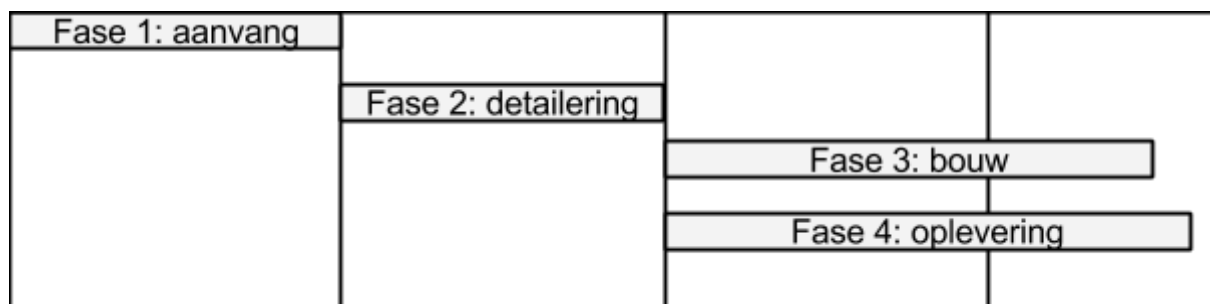 Fase 1: aanvang
Fase 2: detailering
Fase 3: bouw
Fase 4: oplevering